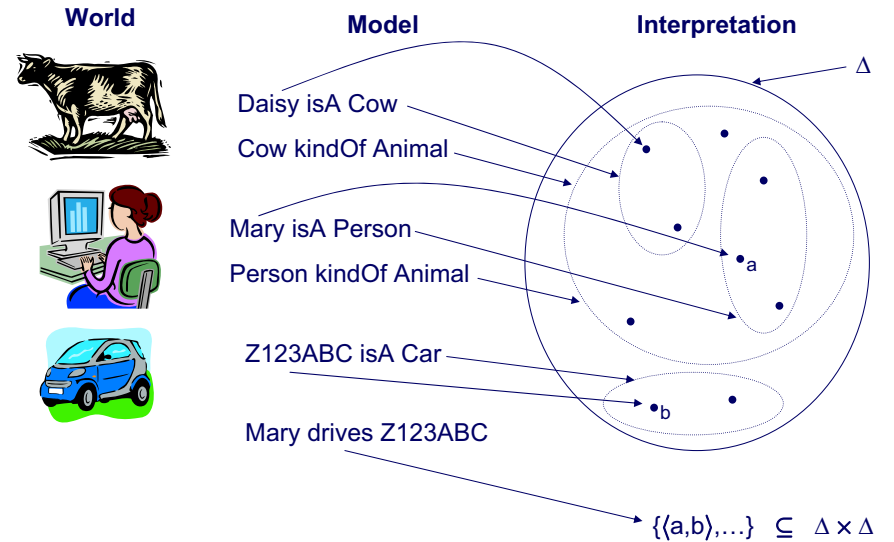 World
Model
Interpretation
Δ
Daisy isA Cow
Cow kindOf Animal
Mary isA Person
a
Person kindOf Animal
Z123ABC isA Car
b
Mary drives Z123ABC
{⟨a,b⟩,…} ⊆ Δ × Δ